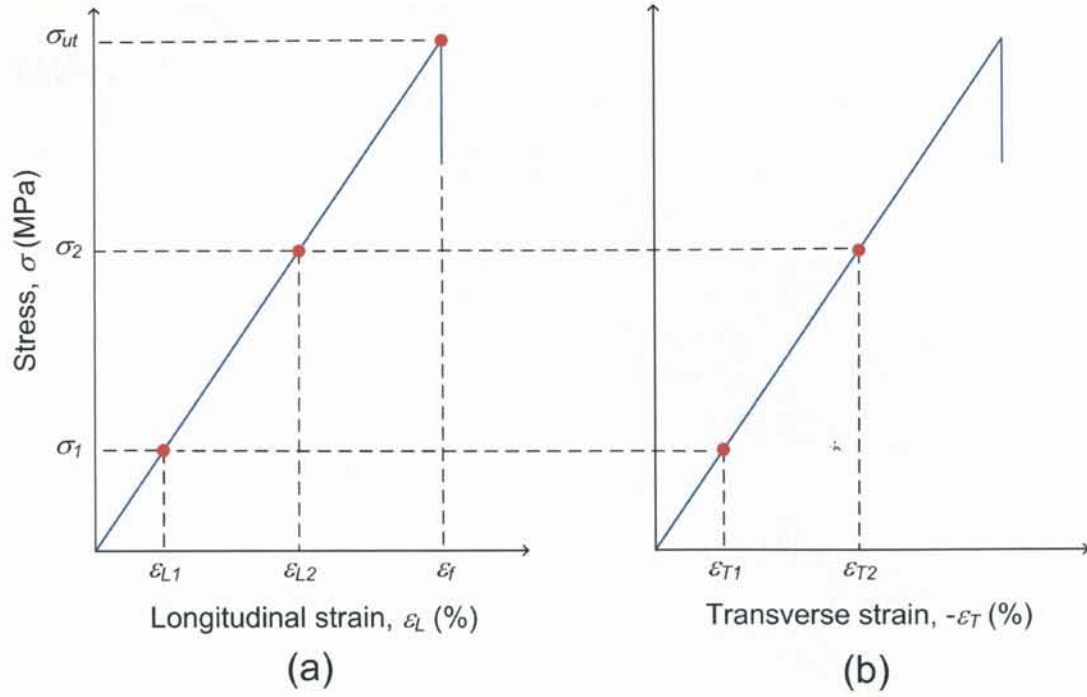 σut
σ2
σ1
Stress, σ (MPa)
εL1 εL2 εf
Longitudinal strain, εL (%)
(a)
εT1 εT2
Transverse strain, -εT (%)
(b)